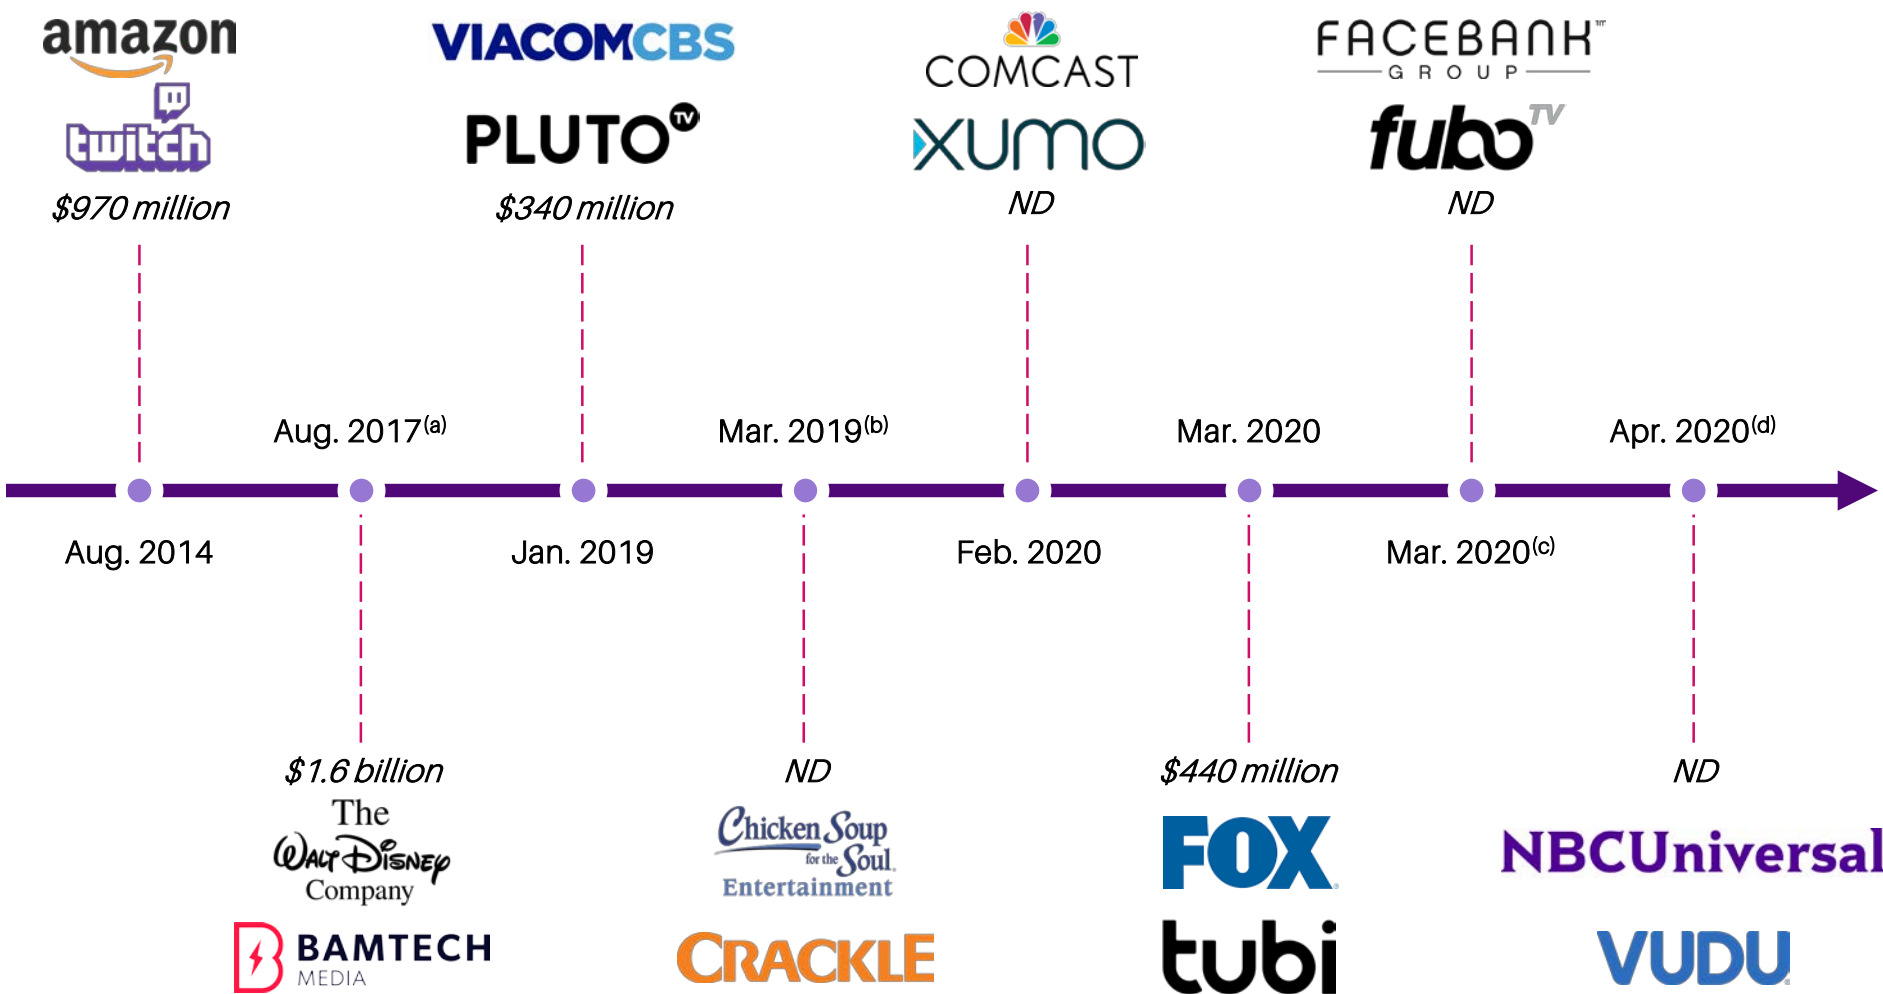 amazon
twitch
$970 million
VIACOMCBS
PLUTO TV
$340 million
COMCAST
XUMO
ND
FACEBANK™
GROUP
fubo TV
ND
Aug. 2017(a)
Mar. 2019(b)
Mar. 2020
Apr. 2020(d)
Aug. 2014
Jan. 2019
Feb. 2020
Mar. 2020(c)
$1.6 billion
The
WALT DISNEY
Company
BAMTECH
MEDIA
ND
Chicken Soup
for the Soul
Entertainment
CRACKLE
$440 million
FOX
tubi
ND
NBCUniversal
VUDU